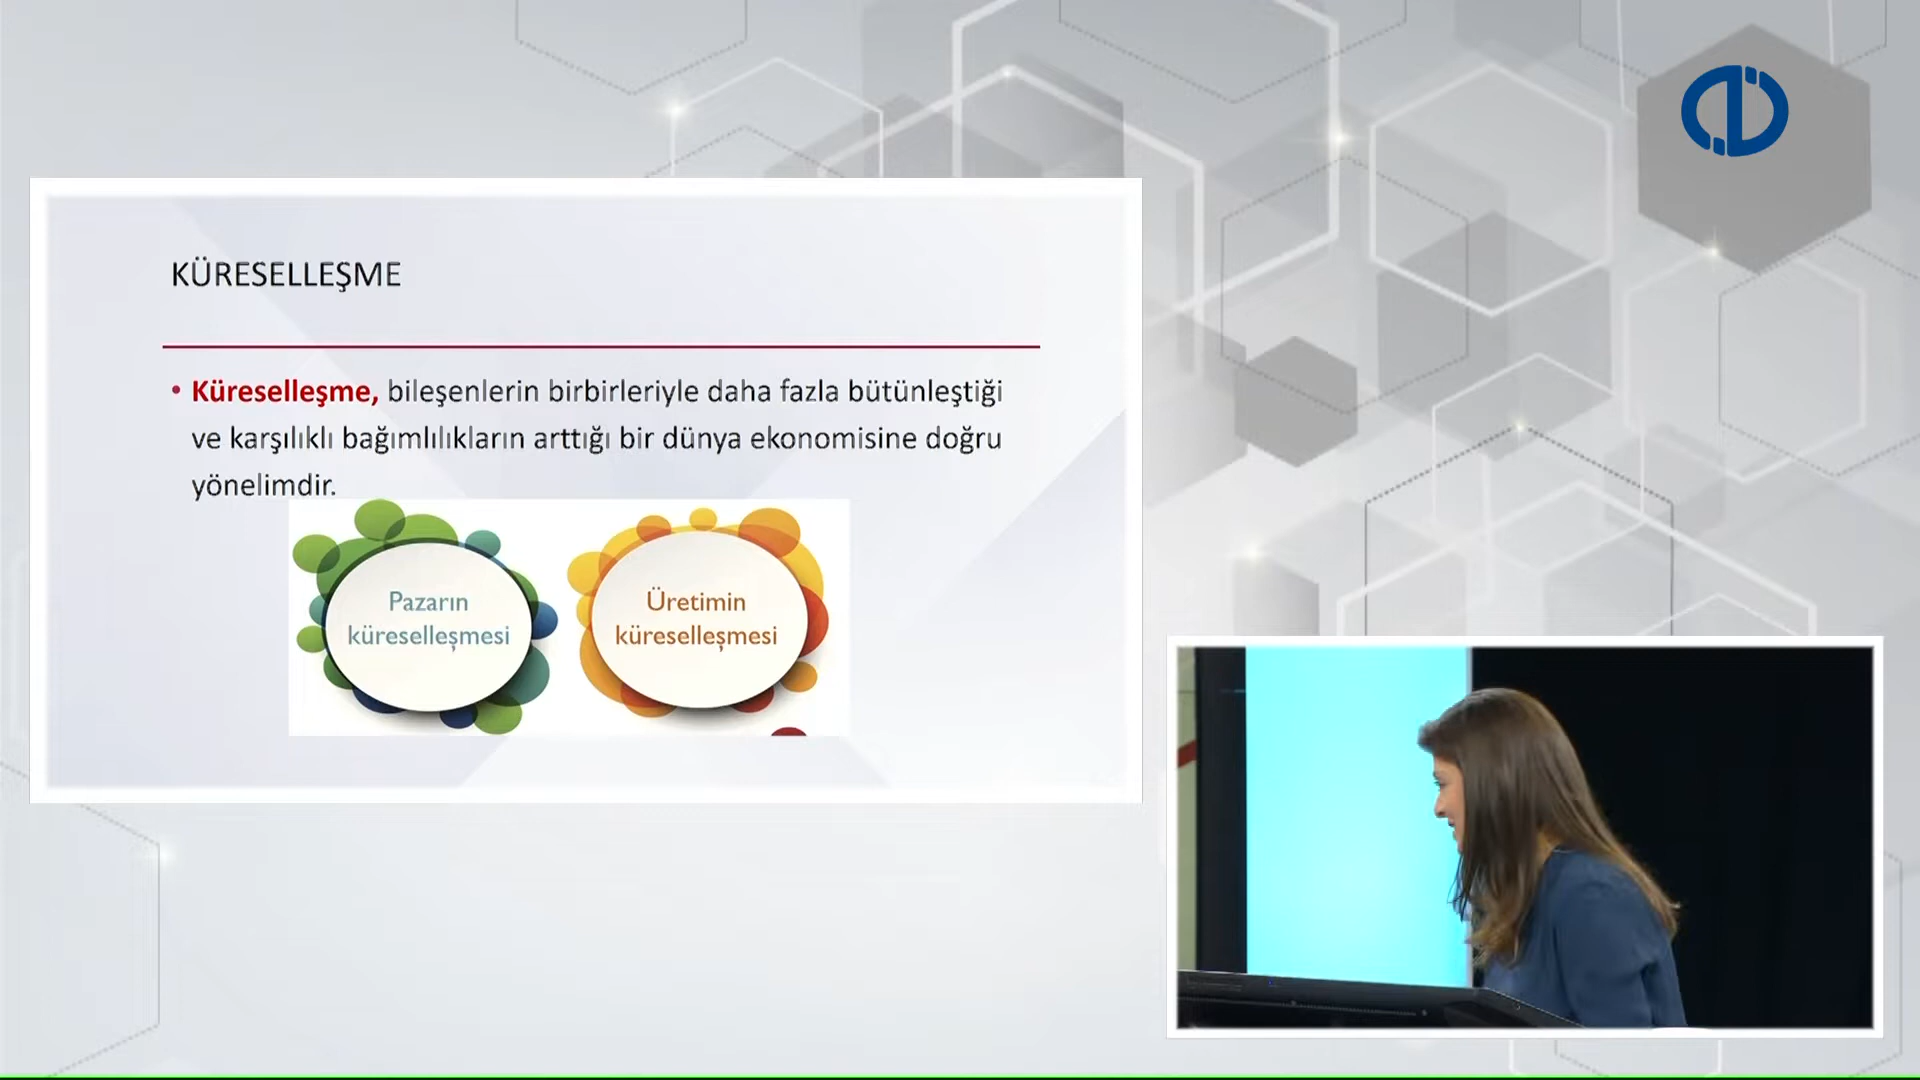 KÜRESELLEŞME
• Küreselleşme, bileşenlerin birbirleriyle daha fazla bütünleştiği
ve karşılıklı bağımlılıkların arttığı bir dünya ekonomisine doğru
yönelimdir.
Pazarın
küreselleşmesi
Üretimin
küreselleşmesi